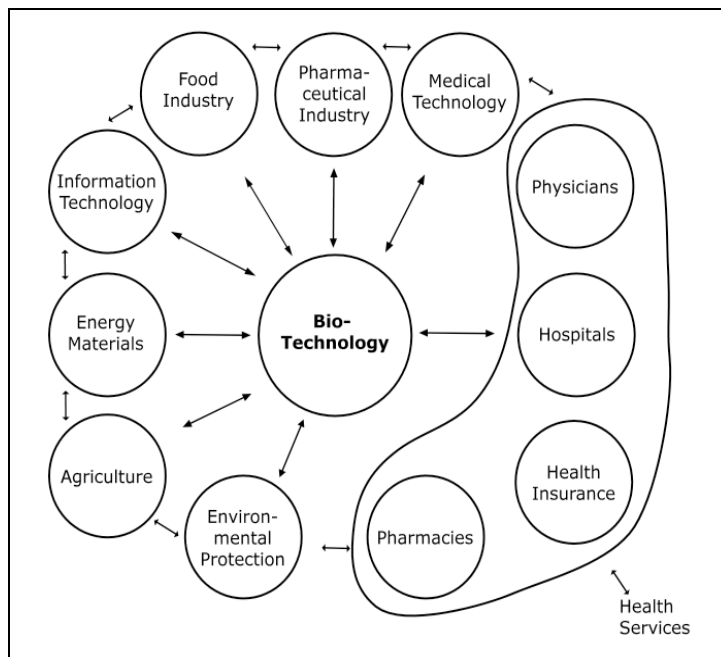 Food
Industry
Pharma-
ceutical
Industry
Medical
Technology
Information
Technology
Physicians
Energy
Materials
Bio-
Technology
Hospitals
Agriculture
Environ-
mental
Protection
Pharmacies
Health
Insurance
Health
Services